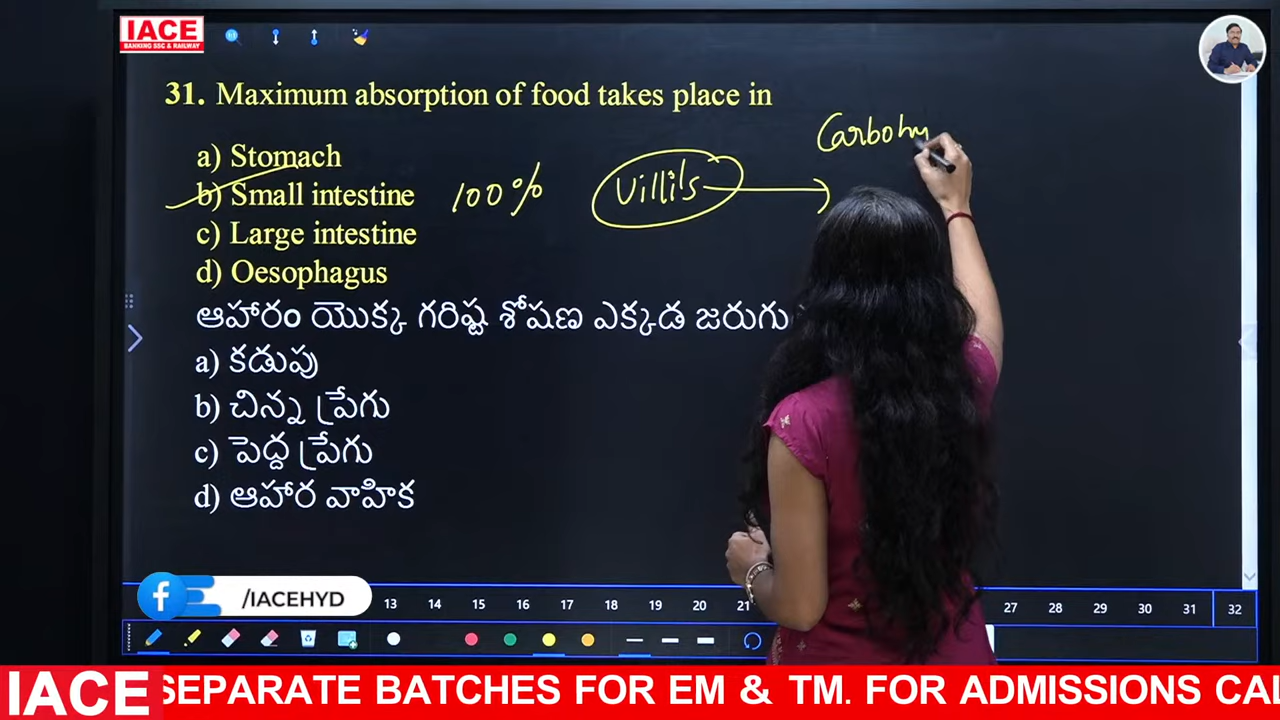 IACE
BANKING SSC & RAILWAY
31. Maximum absorption of food takes place in
Carbohy
a) Stomach
b) Small intestine 100% Villi's
c) Large intestine
d) Oesophagus
ఆహారం యొక్క గరిష్ట శోషణ ఎక్కడ జరుగు
a) కడుపు
b) చిన్న ప్రేగు
c) పెద్ద ప్రేగు
d) ఆహార వాహిక
f /IACEHYD 13 14 15 16 17 18 19 20 21 27 28 29 30 31 32
IACE SEPARATE BATCHES FOR EM & TM. FOR ADMISSIONS CAL